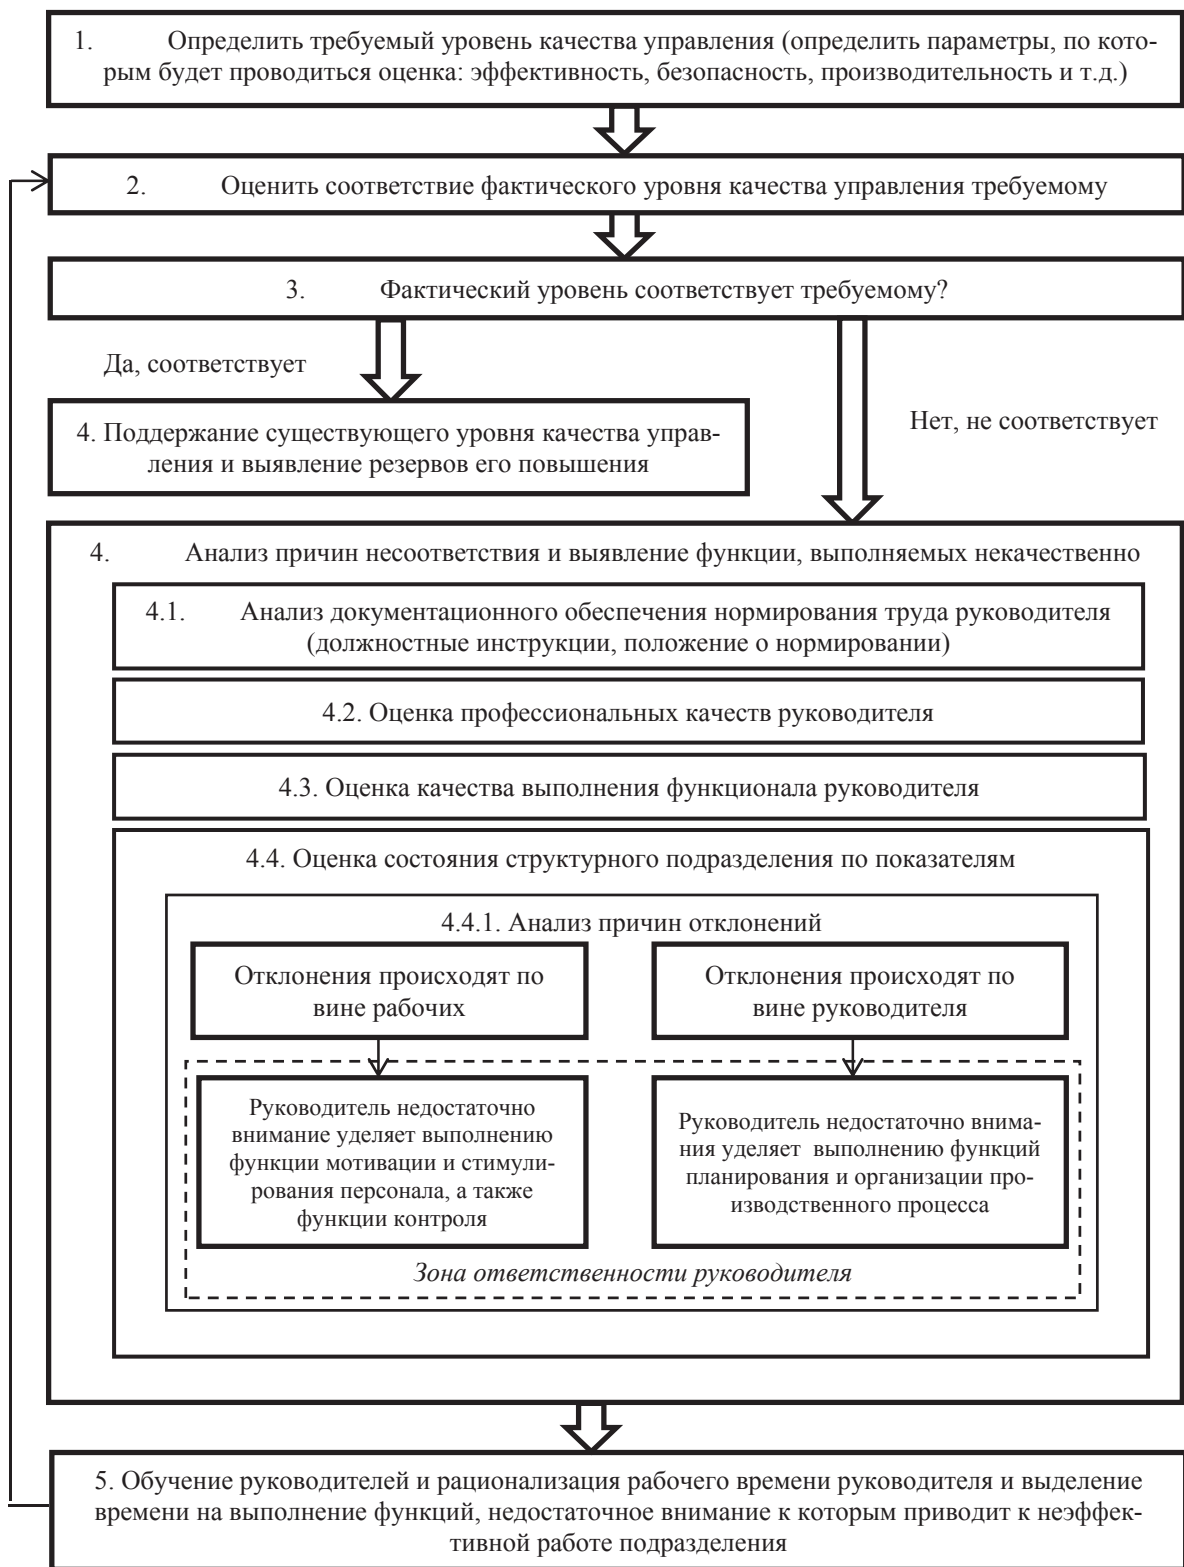 1. Определить требуемый уровень качества управления (определить параметры, по кото-
рым будет проводиться оценка: эффективность, безопасность, производительность и т.д.)
2. Оценить соответствие фактического уровня качества управления требуемому
3. Фактический уровень соответствует требуемому?
Да, соответствует
Нет, не соответствует
4. Поддержание существующего уровня качества управ-
ления и выявление резервов его повышения
4. Анализ причин несоответствия и выявление функции, выполняемых некачественно
4.1. Анализ документационного обеспечения нормирования труда руководителя
(должностные инструкции, положение о нормировании)
4.2. Оценка профессиональных качеств руководителя
4.3. Оценка качества выполнения функционала руководителя
4.4. Оценка состояния структурного подразделения по показателям
4.4.1. Анализ причин отклонений
Отклонения происходят по
вине рабочих
Отклонения происходят по
вине руководителя
Руководитель недостаточно
внимание уделяет выполнению
функции мотивации и стимули-
рования персонала, а также
функции контроля
Руководитель недостаточно внима-
ния уделяет выполнению функций
планирования и организации про-
изводственного процесса
Зона ответственности руководителя
5. Обучение руководителей и рационализация рабочего времени руководителя и выделение
времени на выполнение функций, недостаточное внимание к которым приводит к неэффек-
тивной работе подразделения